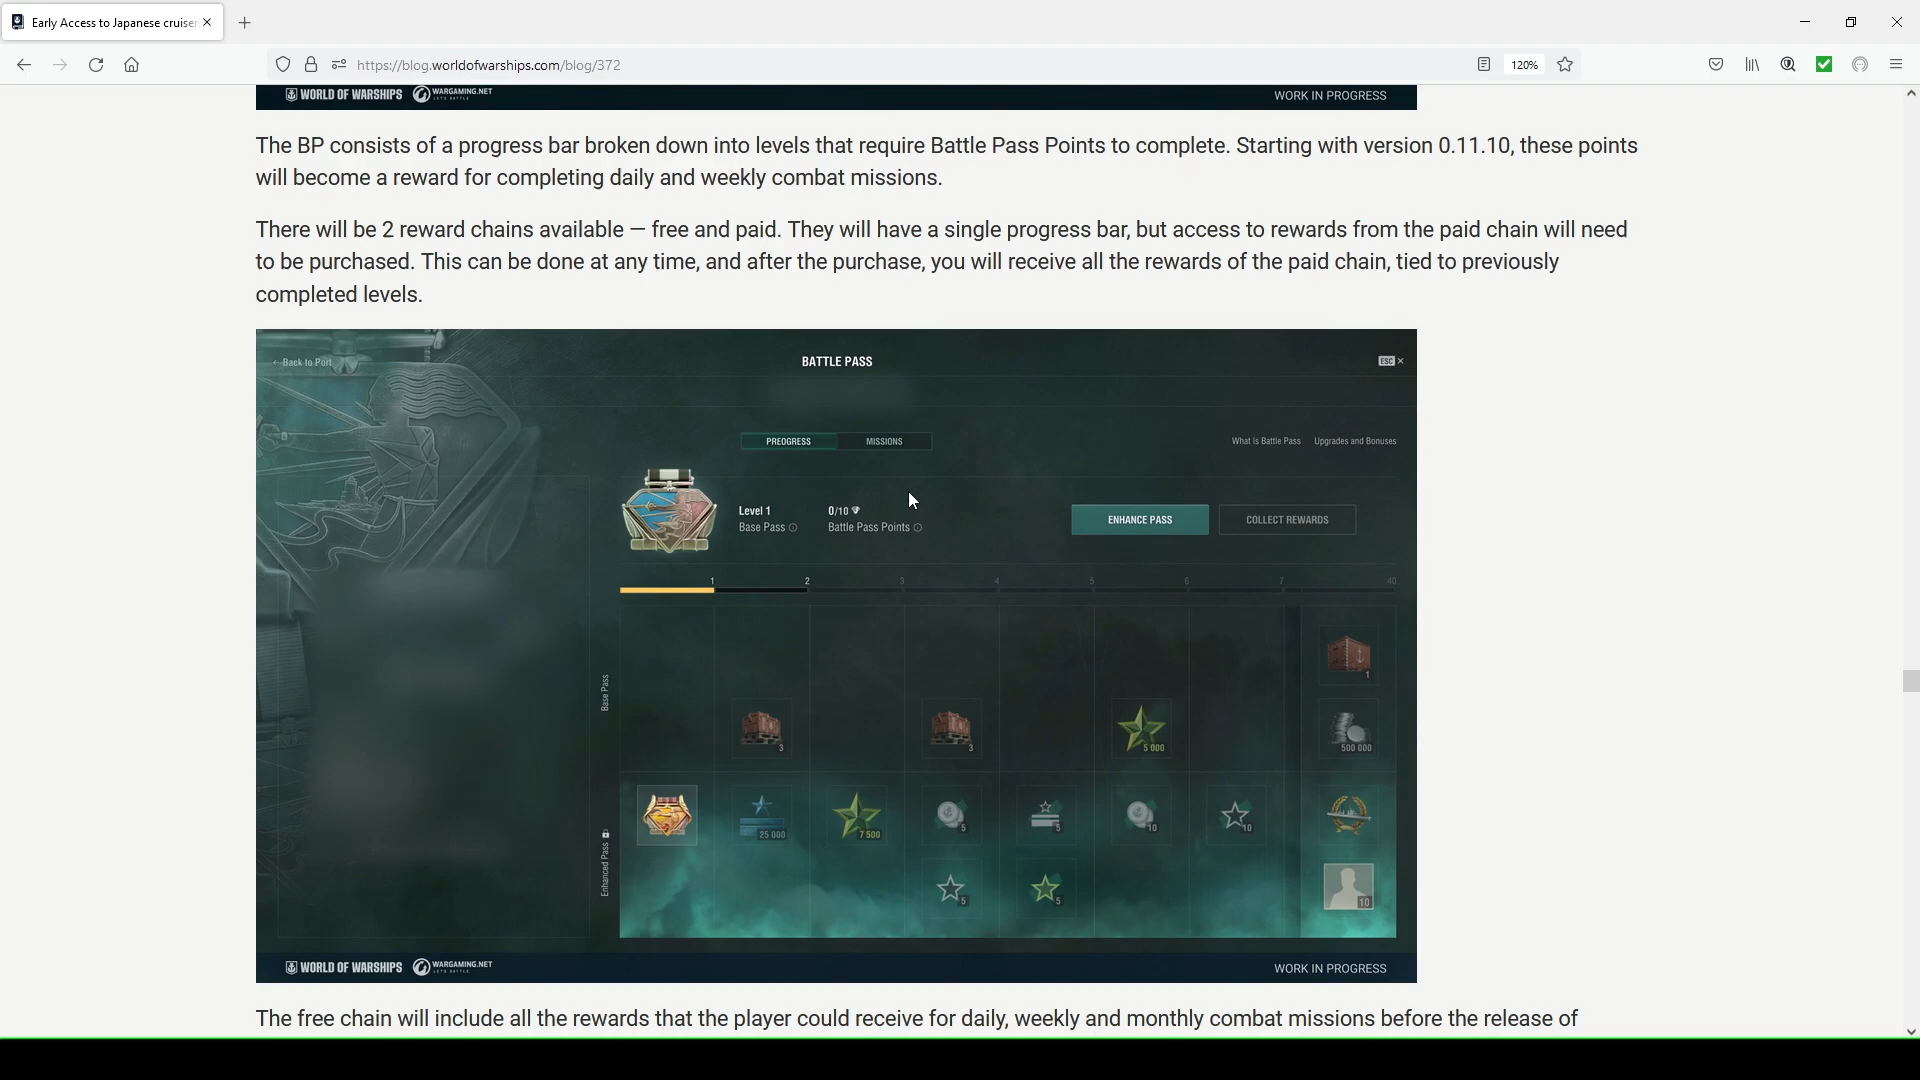 Early Access to Japanese cruiser
https://blog.worldofwarships.com/blog/372
120%
WORLD OF WARSHIPS WARGAMING.NET LET'S BATTLE WORK IN PROGRESS
The BP consists of a progress bar broken down into levels that require Battle Pass Points to complete. Starting with version 0.11.10, these points
will become a reward for completing daily and weekly combat missions.
There will be 2 reward chains available — free and paid. They will have a single progress bar, but access to rewards from the paid chain will need
to be purchased. This can be done at any time, and after the purchase, you will receive all the rewards of the paid chain, tied to previously
completed levels.
← Back to Port BATTLE PASS ESC ×
PREOGRESS MISSIONS What Is Battle Pass Upgrades and Bonuses
Level 1 0/10
Base Pass Battle Pass Points
ENHANCE PASS COLLECT REWARDS
1 2 3 4 5 6 7 40
Base Pass
1
3 3 5 000 500 000
Enhanced Pass
25 000 7 500 5 5 10 10
5 5 10
WORLD OF WARSHIPS WARGAMING.NET LET'S BATTLE WORK IN PROGRESS
The free chain will include all the rewards that the player could receive for daily, weekly and monthly combat missions before the release of